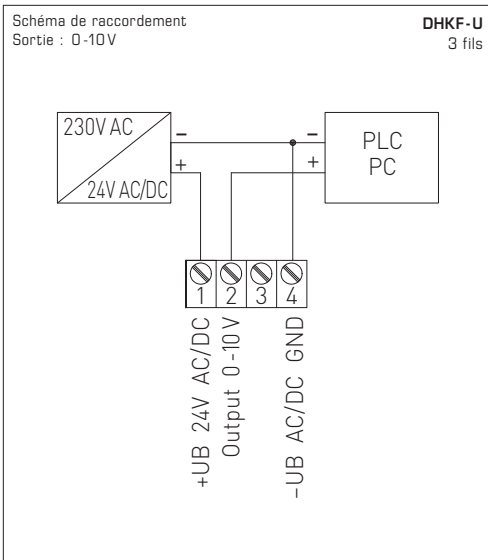 Schéma de raccordement
Sortie : 0-10V
DHKF-U
3 fils
230V AC
24V AC/DC
−
+
−
+
PLC
PC
1
2
3
4
+UB 24V AC/DC
Output 0-10V
-UB AC/DC GND